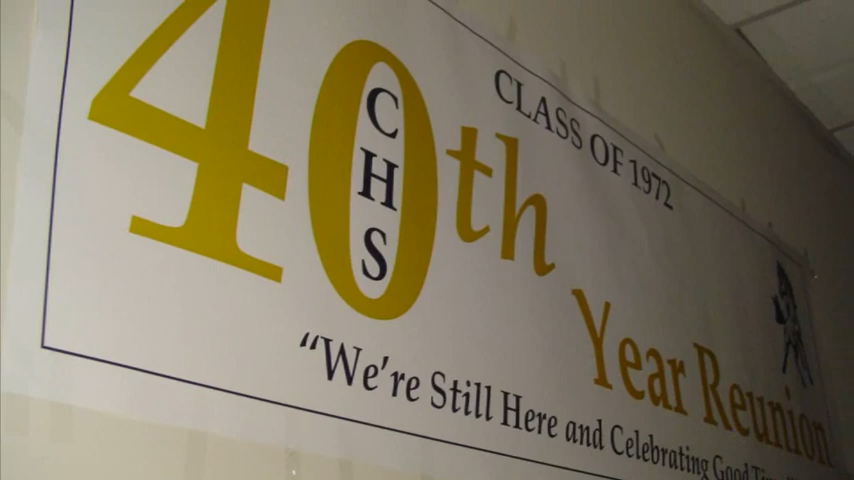 CLASS OF 1972
40th
CHS
Year Reunion
“We're Still Here and Celebrating Good